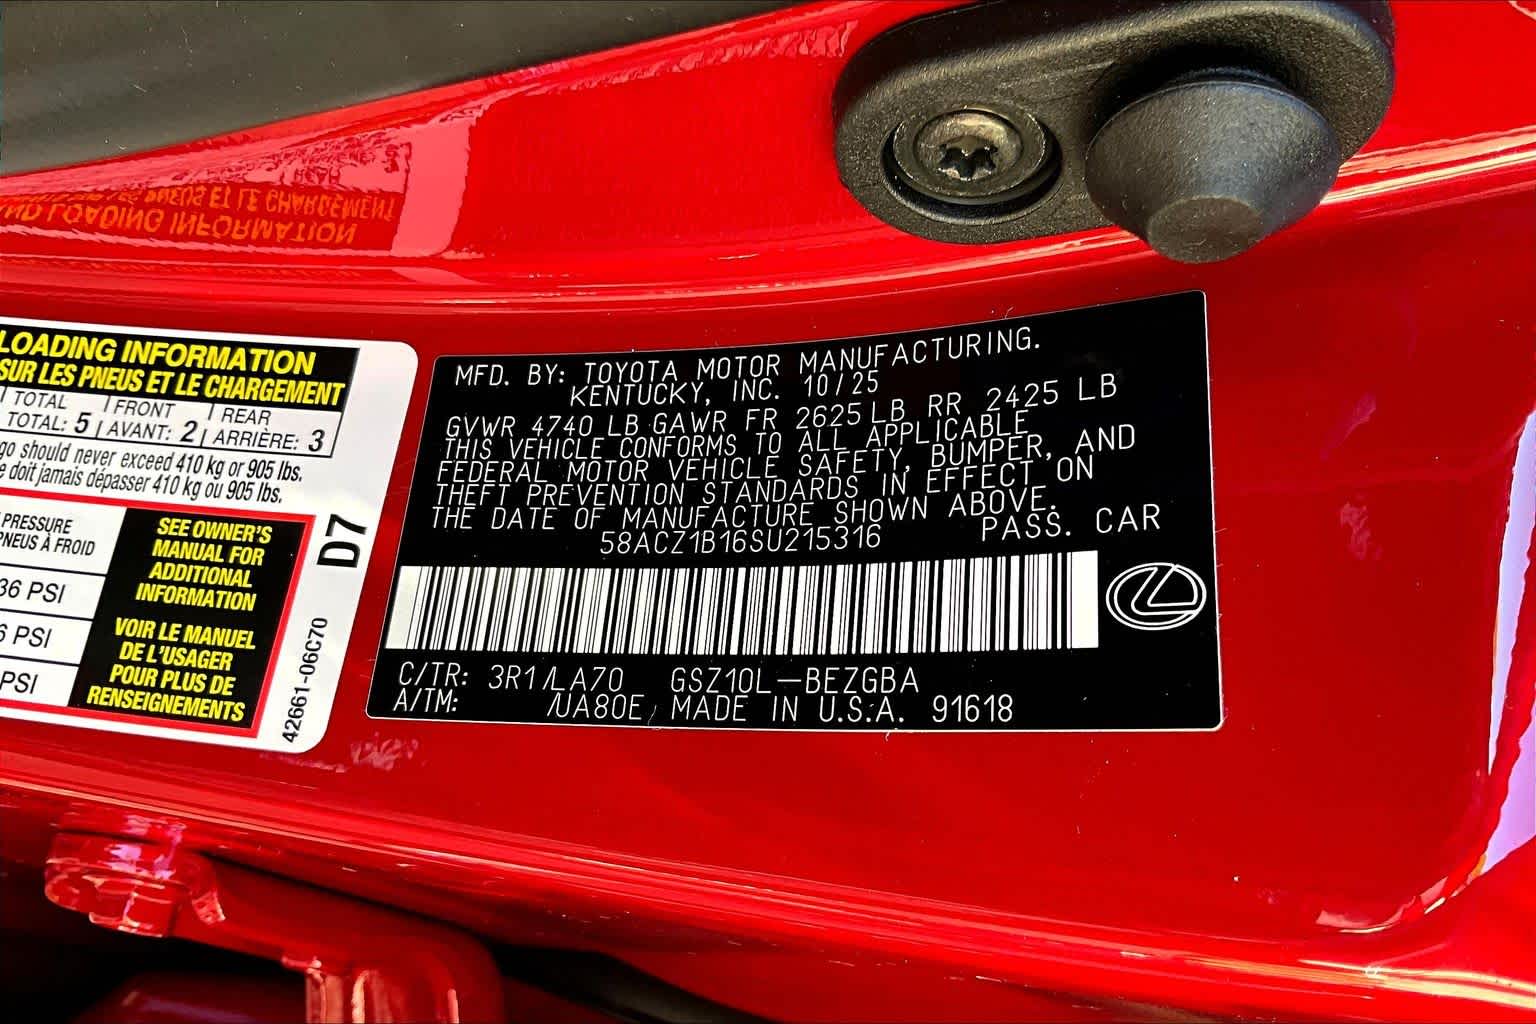 LOADING INFORMATION
SUR LES PNEUS ET LE CHARGEMENT
TOTAL | FRONT | REAR
TOTAL: 5 | AVANT: 2 | ARRIÈRE: 3
should never exceed 410 kg or 905 lbs.
doit jamais dépasser 410 kg ou 905 lbs.
PRESSURE
PNEUS À FROID
36 PSI
PSI
PSI
SEE OWNER'S
MANUAL FOR
ADDITIONAL
INFORMATION
VOIR LE MANUEL
DE L'USAGER
POUR PLUS DE
RENSEIGNEMENTS
D7
42661-06C70
MFD. BY: TOYOTA MOTOR MANUFACTURING.
KENTUCKY, INC. 10/25
GVWR 4740 LB GAWR FR 2625 LB RR 2425 LB
THIS VEHICLE CONFORMS TO ALL APPLICABLE
FEDERAL MOTOR VEHICLE SAFETY, BUMPER, AND
THEFT PREVENTION STANDARDS IN EFFECT ON
THE DATE OF MANUFACTURE SHOWN ABOVE.
58ACZ1B16SU215316 PASS. CAR
C/TR: 3R1/LA70 GSZ10L-BEZGBA
A/TM: /UA80E, MADE IN U.S.A. 91618